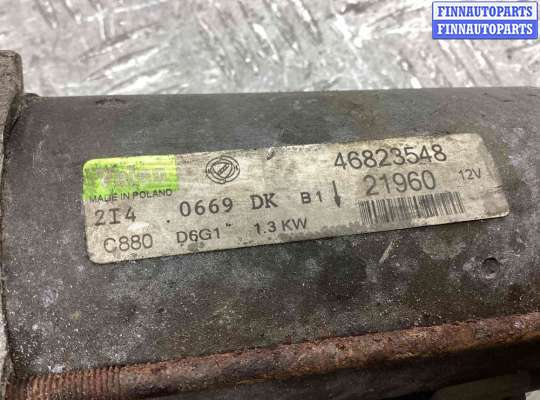 FINNAUTOPARTS
FINNAUTOPARTS
MADE IN POLAND
46823548
2I4 .0669 DK B1 21960 12V
C880 D6G1 1.3 KW